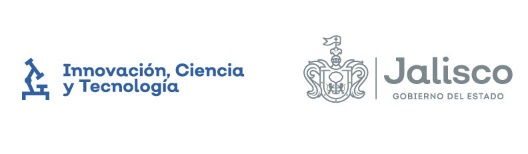 Innovación, Ciencia
y Tecnología
Jalisco
GOBIERNO DEL ESTADO